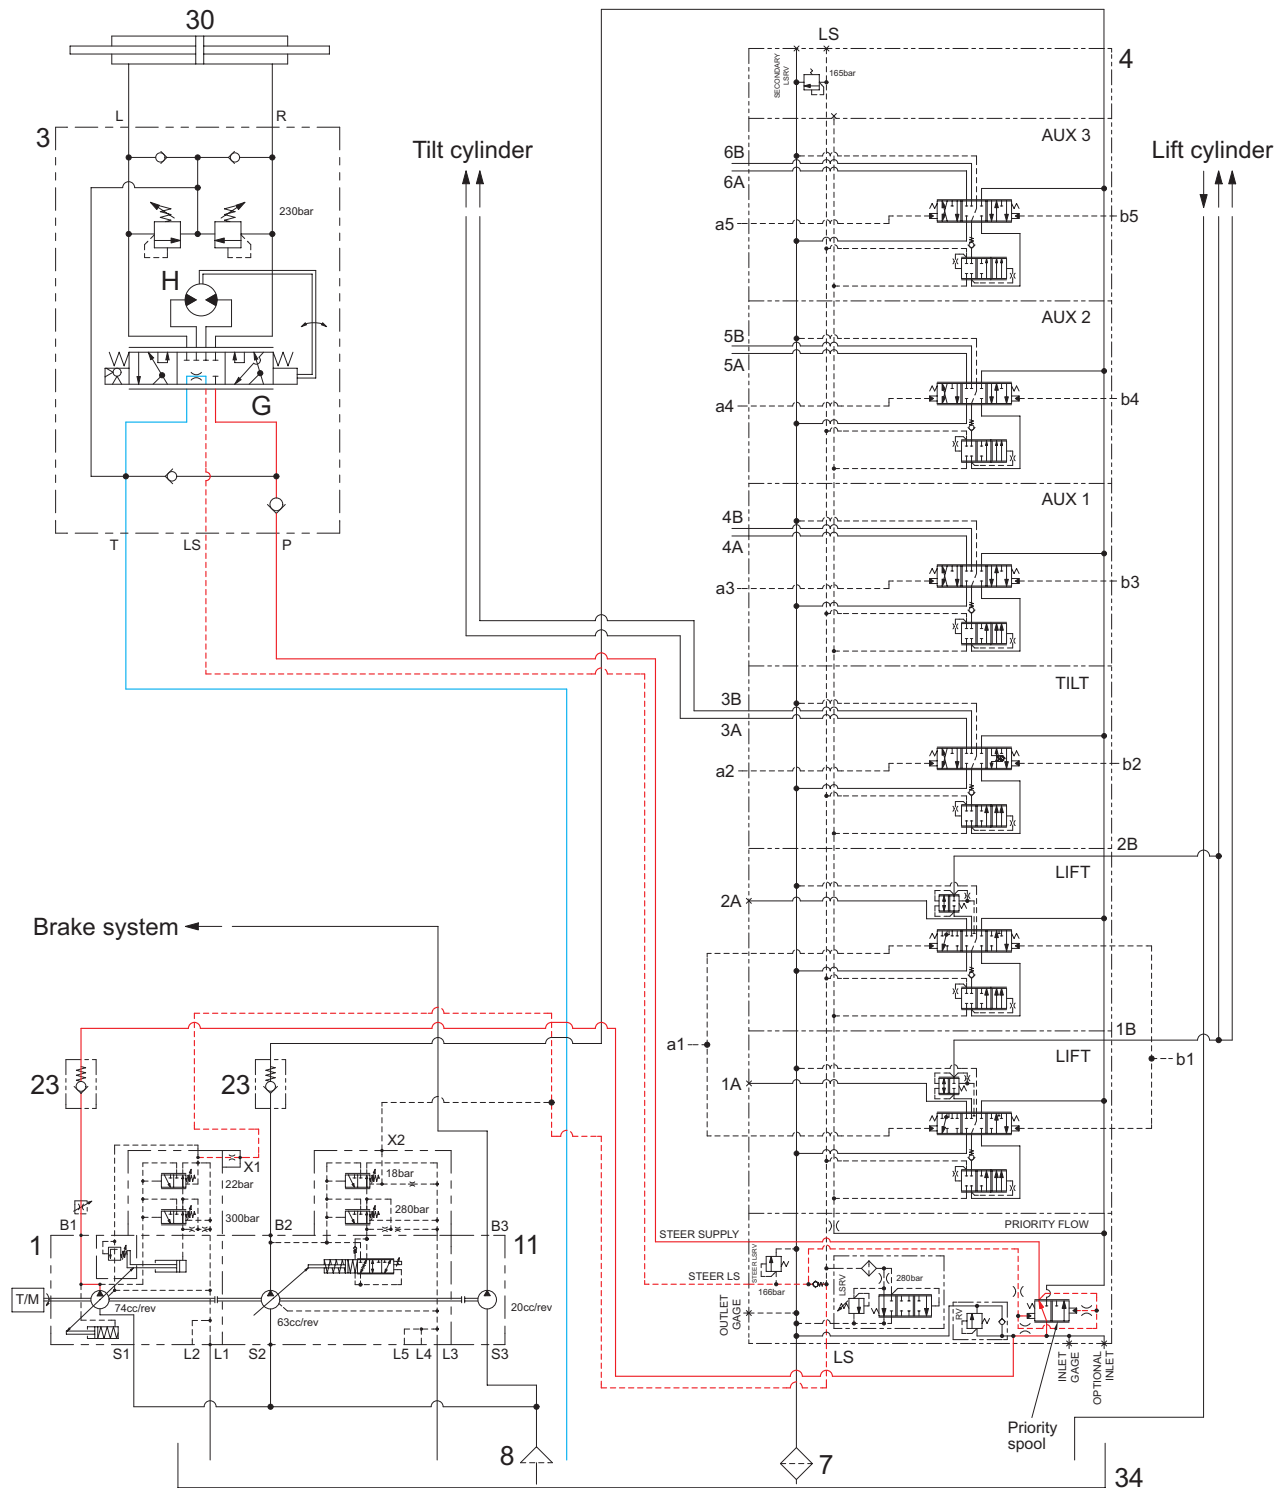 30
LS
4
SECONDARY
LSRV
165bar
L
R
3
AUX 3
Tilt cylinder
Lift cylinder
6B
6A
230bar
a5
b5
H
AUX 2
5B
5A
G
a4
b4
AUX 1
4B
4A
T
LS
P
a3
b3
TILT
3B
3A
a2
b2
2B
LIFT
2A
Brake system
1B
a1
LIFT
b1
1A
23
23
X2
X1
18bar
22bar
280bar
300bar
B1
B2
B3
PRIORITY FLOW
STEER SUPPLY
1
11
STEER LSRV
STEER LS
166bar
LSRV
280bar
T/M
74cc/rev
63cc/rev
20cc/rev
OUTLET
GAGE
RV
S1
L2
L1
S2
L5
L4
L3
S3
LS
INLET
GAGE
OPTIONAL
INLET
Priority
spool
8
7
34